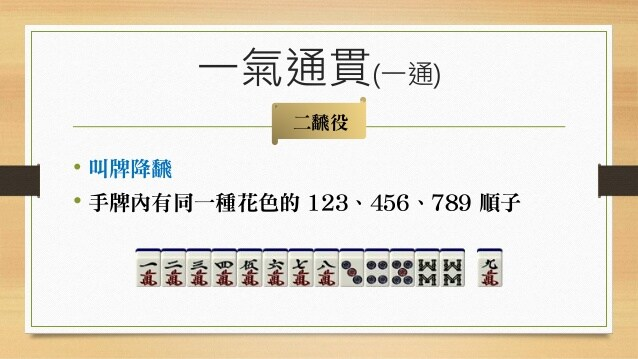 一氣通貫(一通)
二飜役
• 叫牌降飜
• 手牌內有同一種花色的 123、456、789 順子
一萬 二萬 三萬 四萬 伍萬 六萬 七萬 八萬 九萬